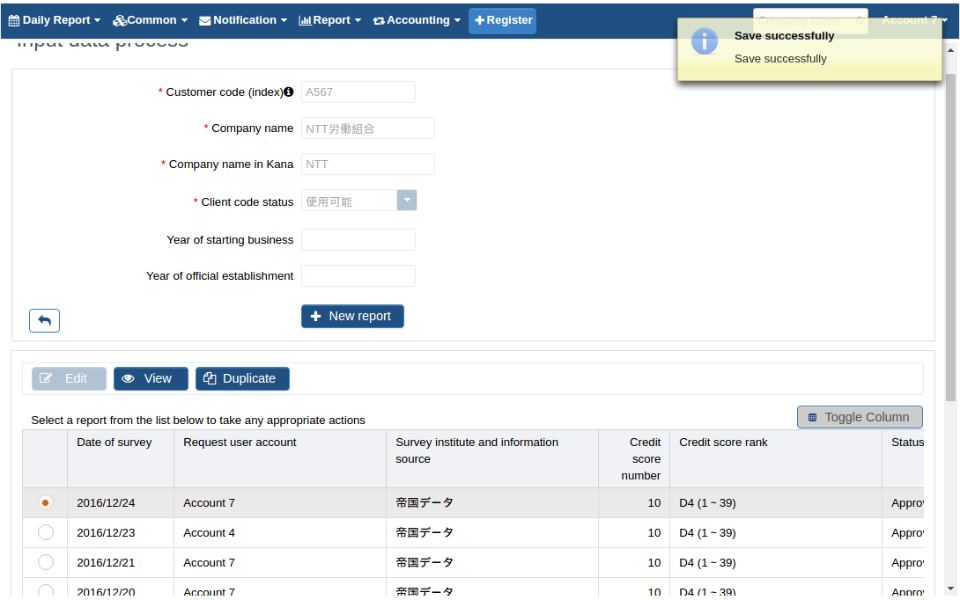 Daily Report Common Notification Report Accounting Register Company name Account 7
Input data process
Save successfully
Save successfully
* Customer code (index) A567
* Company name NTT労働組合
* Company name in Kana NTT
* Client code status 使用可能
Year of starting business
Year of official establishment
New report
Edit View Duplicate
Select a report from the list below to take any appropriate actions
Toggle Column
Date of survey Request user account Survey institute and information source Credit score number Credit score rank Status
2016/12/24 Account 7 帝国データ 10 D4 (1 ~ 39) Approv
2016/12/23 Account 4 帝国データ 10 D4 (1 ~ 39) Approv
2016/12/21 Account 7 帝国データ 10 D4 (1 ~ 39) Approv
2016/12/20 Account 7 帝国データ 10 D4 (1 ~ 39) Approv